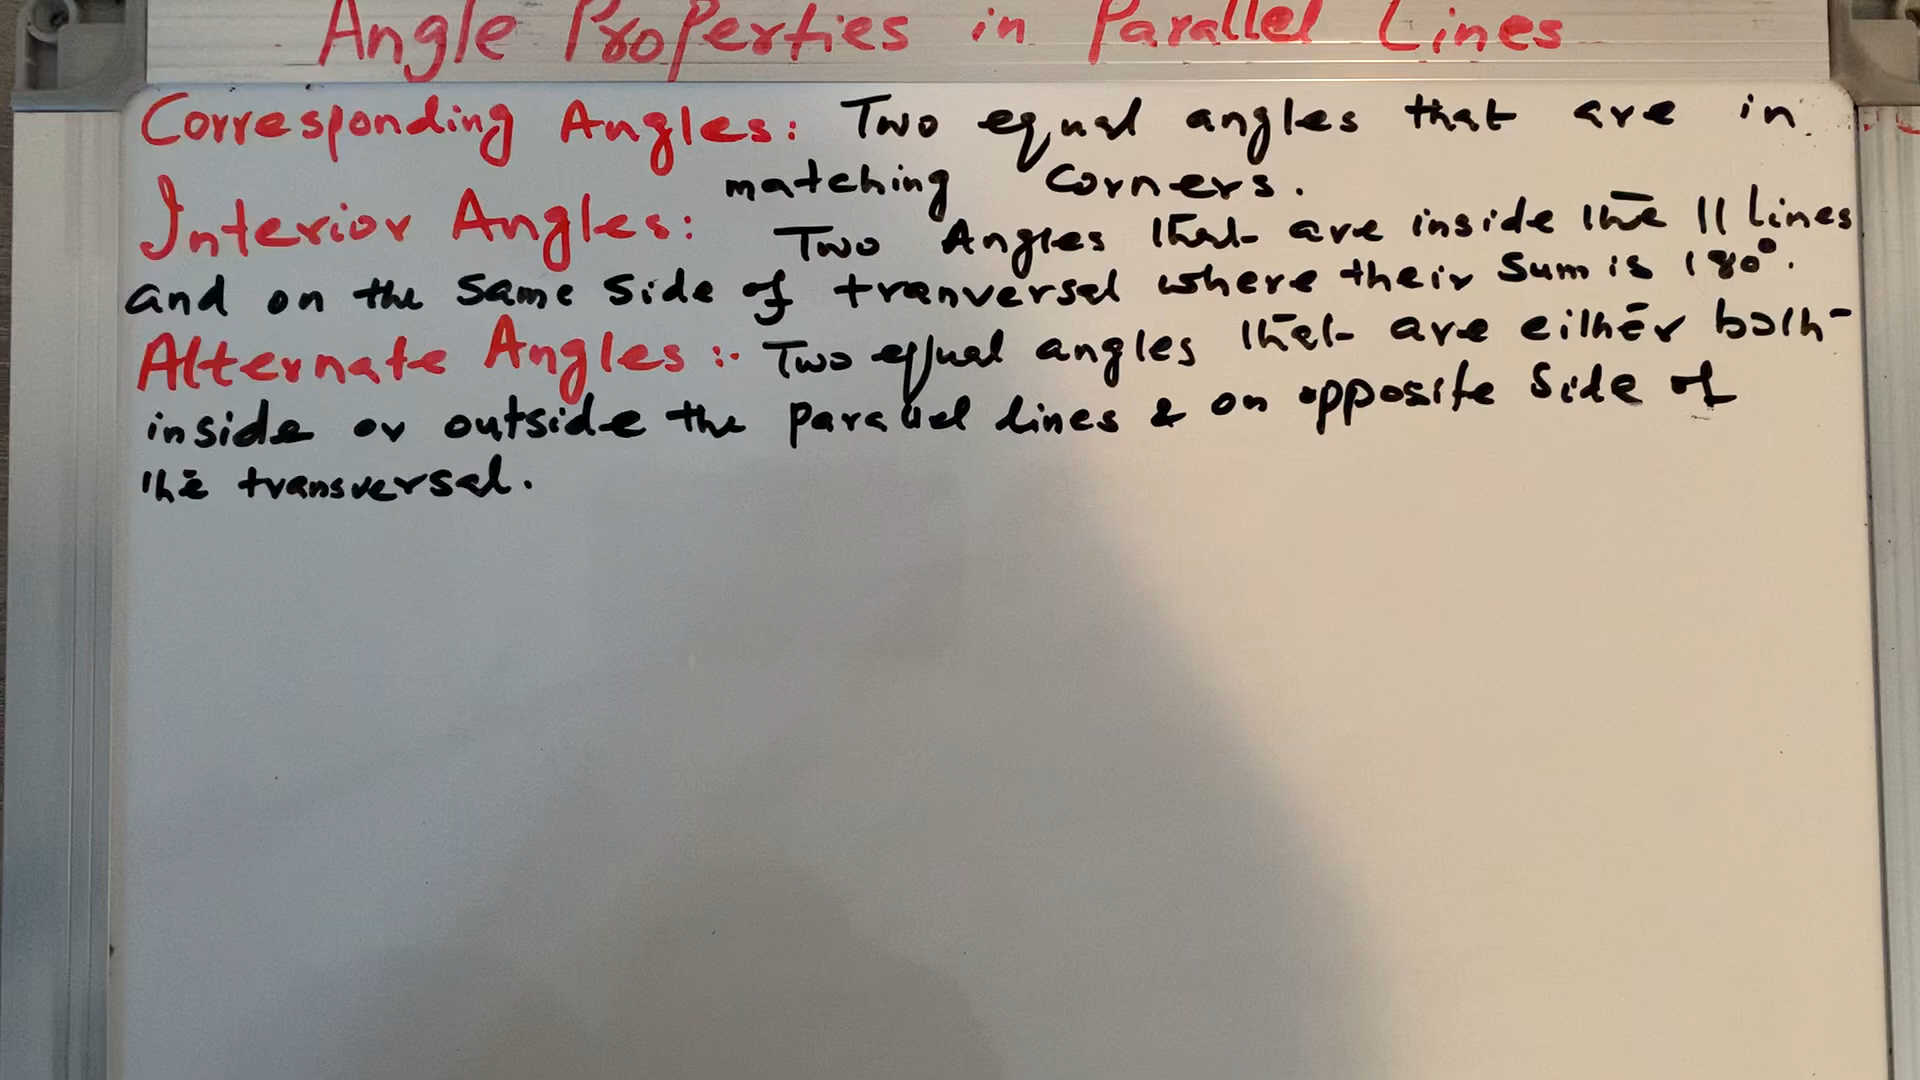 Angle Properties in Parallel Lines
Corresponding Angles: Two equal angles that are in
matching corners.
Interior Angles: Two Angles that are inside the || lines
and on the same side of tranversal where their sum is 180°.
Alternate Angles :- Two equal angles that are either both
inside or outside the parallel lines & on opposite side of
the transversal.